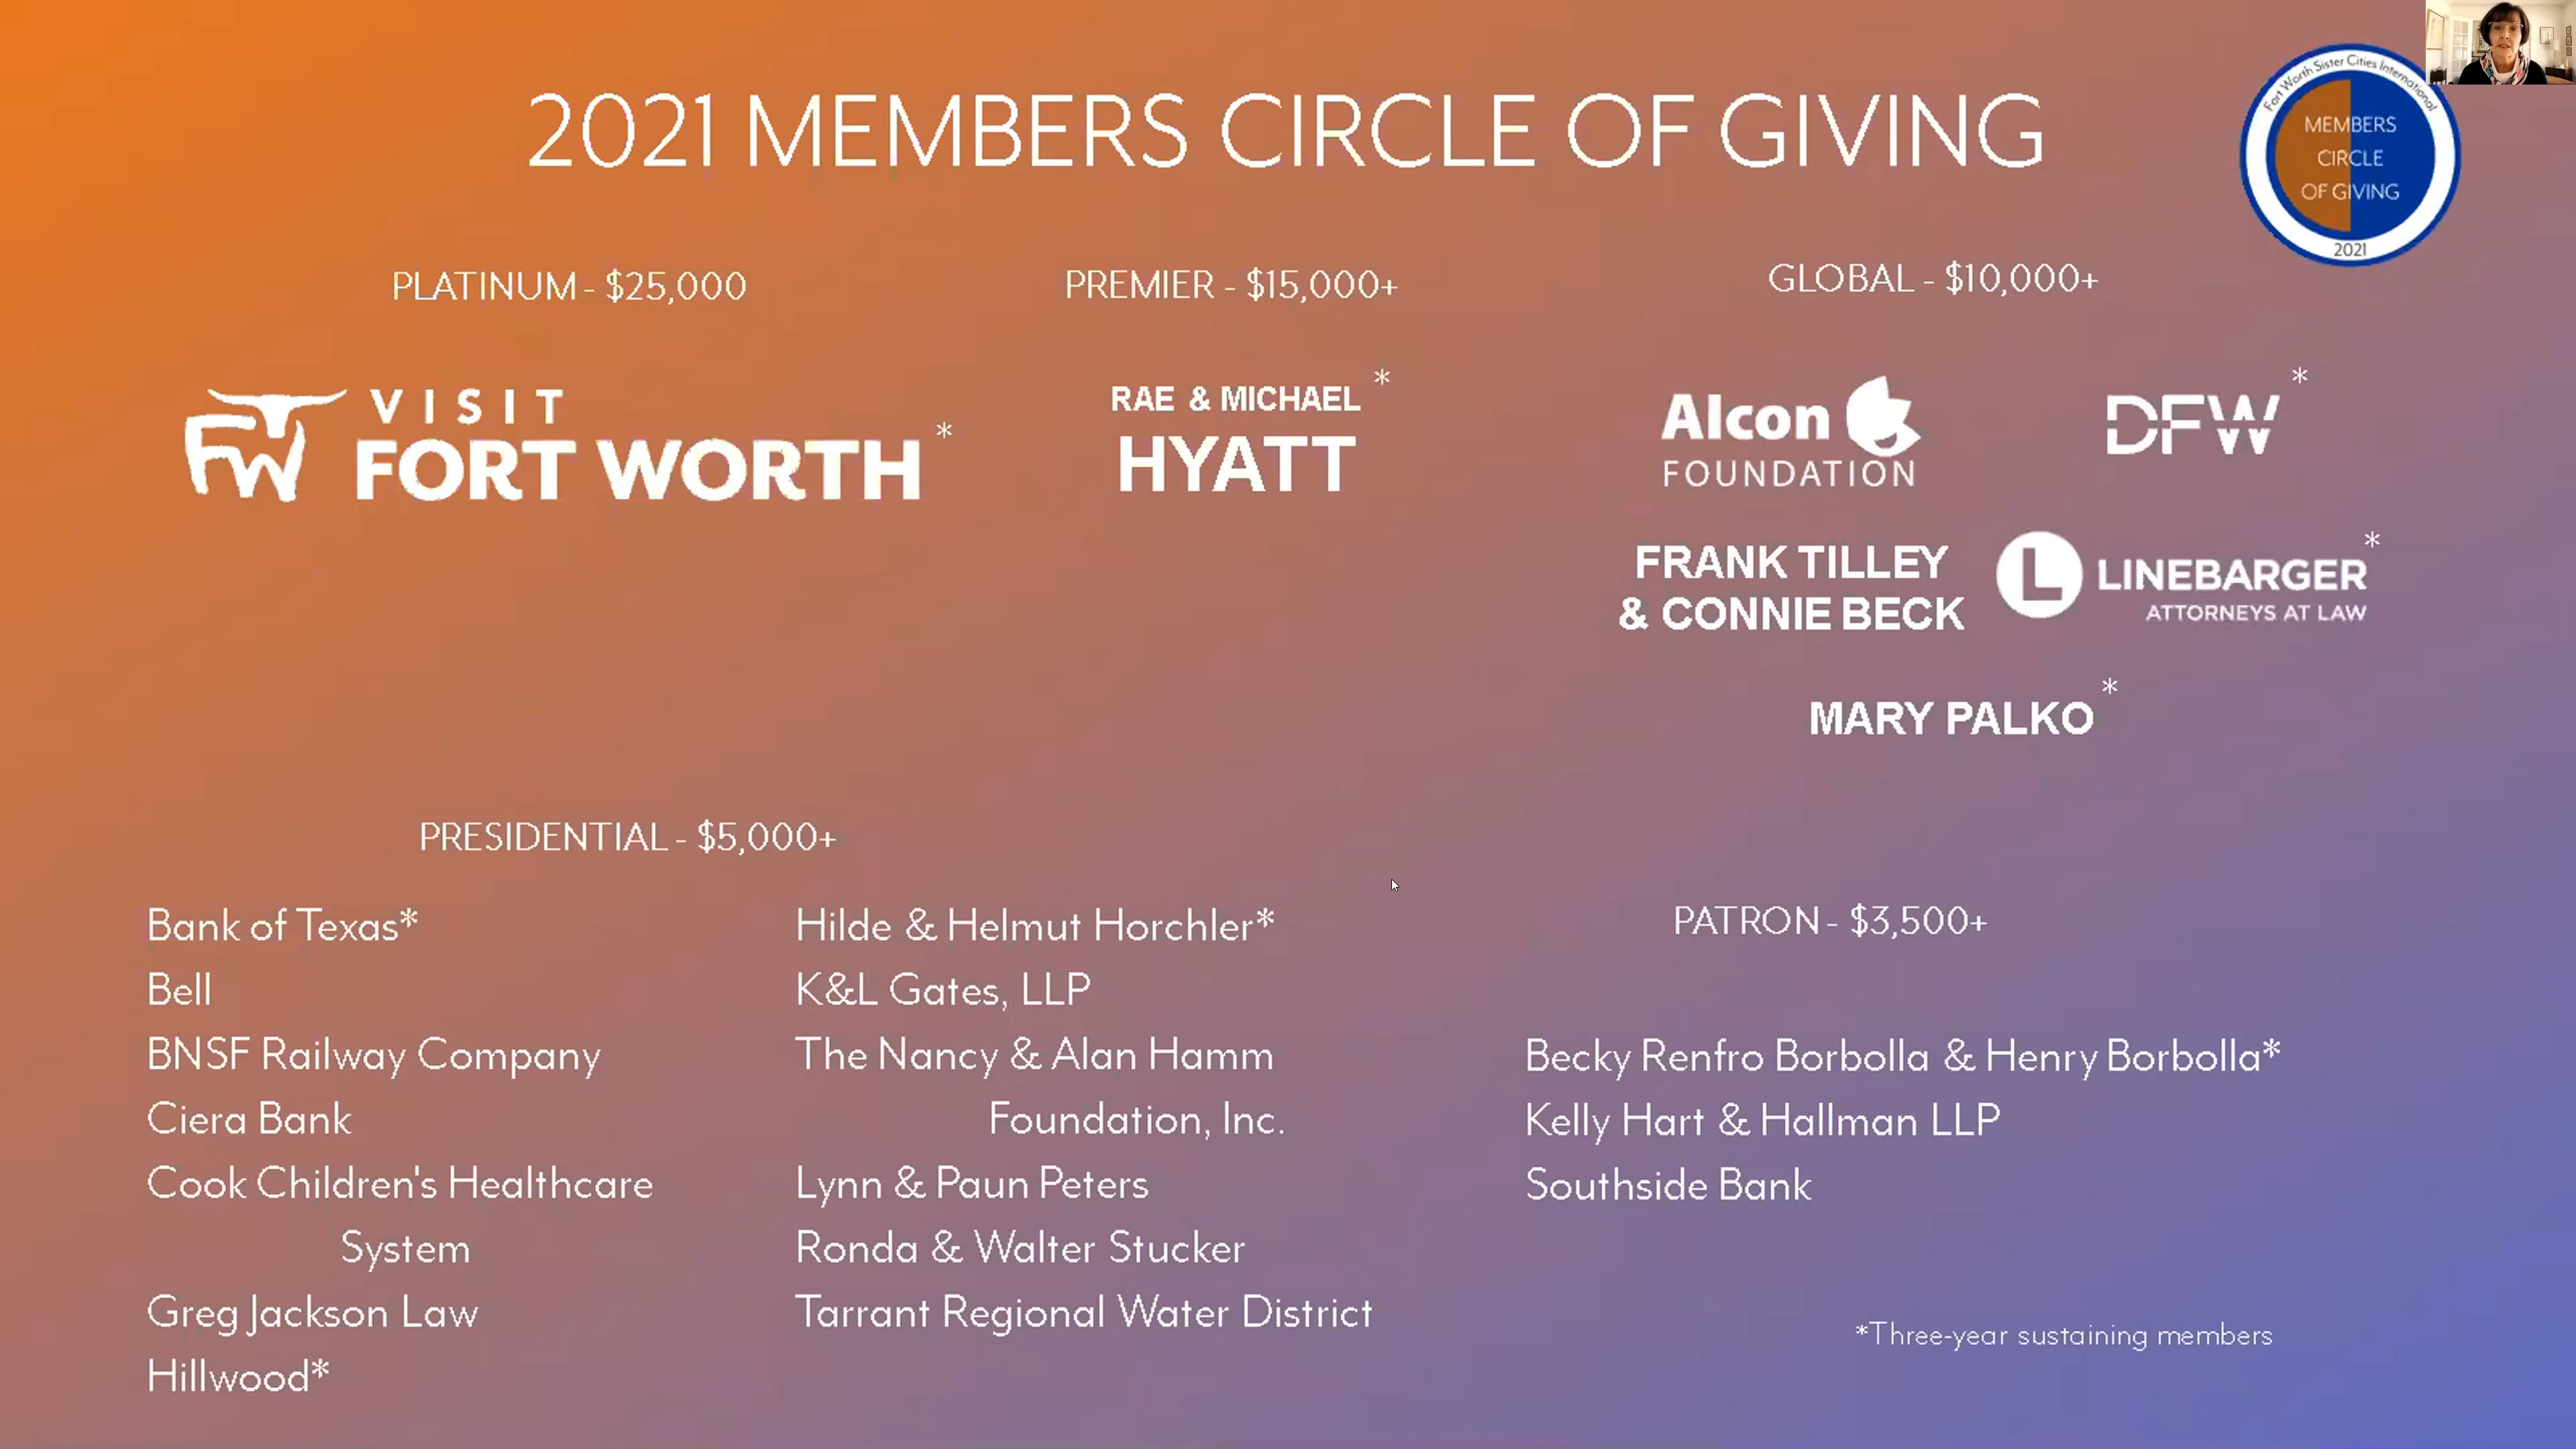 2021 MEMBERS CIRCLE OF GIVING
Fort Worth Sister Cities International
MEMBERS
CIRCLE
OF GIVING
2021
PLATINUM - $25,000
VISIT
FORT WORTH*
FW
PREMIER - $15,000+
RAE & MICHAEL*
HYATT
GLOBAL - $10,000+
Alcon
FOUNDATION
DFW*
FRANK TILLEY
& CONNIE BECK
L LINEBARGER*
ATTORNEYS AT LAW
MARY PALKO*
PRESIDENTIAL - $5,000+
Bank of Texas*
Bell
BNSF Railway Company
Ciera Bank
Cook Children's Healthcare
System
Greg Jackson Law
Hillwood*
Hilde & Helmut Horchler*
K&L Gates, LLP
The Nancy & Alan Hamm
Foundation, Inc.
Lynn & Paun Peters
Ronda & Walter Stucker
Tarrant Regional Water District
PATRON - $3,500+
Becky Renfro Borbolla & Henry Borbolla*
Kelly Hart & Hallman LLP
Southside Bank
*Three-year sustaining members